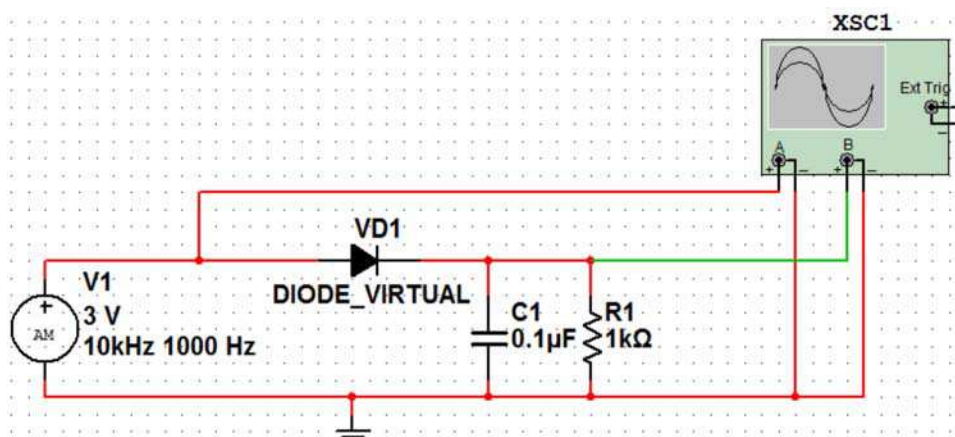 XSC1
Ext Trig
+
−
A
B
+ − + −
VD1
DIODE_VIRTUAL
V1
3 V
10kHz 1000 Hz
+
AM
C1
0.1µF
R1
1kΩ